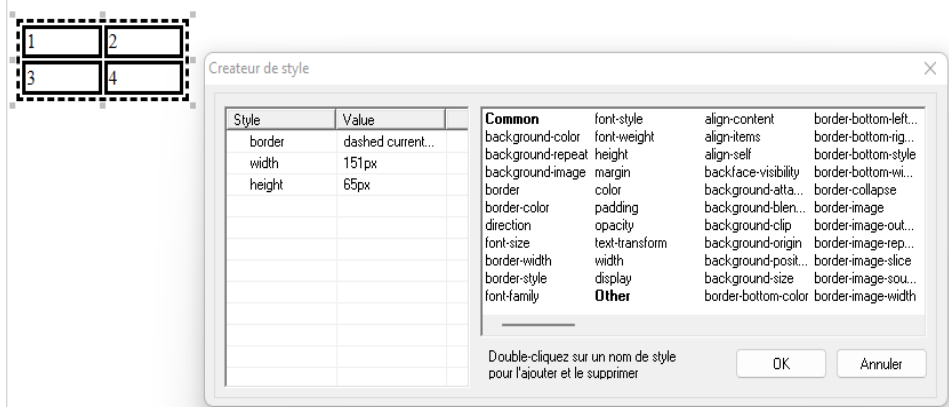 1 2
3 4
Createur de style
Style Value
border dashed current...
width 151px
height 65px
Common font-style align-content border-bottom-left...
background-color font-weight align-items border-bottom-rig...
background-repeat height align-self border-bottom-style
background-image margin backface-visibility border-bottom-wi...
border color background-atta... border-collapse
border-color padding background-blen... border-image
direction opacity background-clip border-image-out...
font-size text-transform background-origin border-image-rep...
border-width width background-posit... border-image-slice
border-style display background-size border-image-sou...
font-family Other border-bottom-color border-image-width
Double-cliquez sur un nom de style
pour l'ajouter et le supprimer
OK Annuler